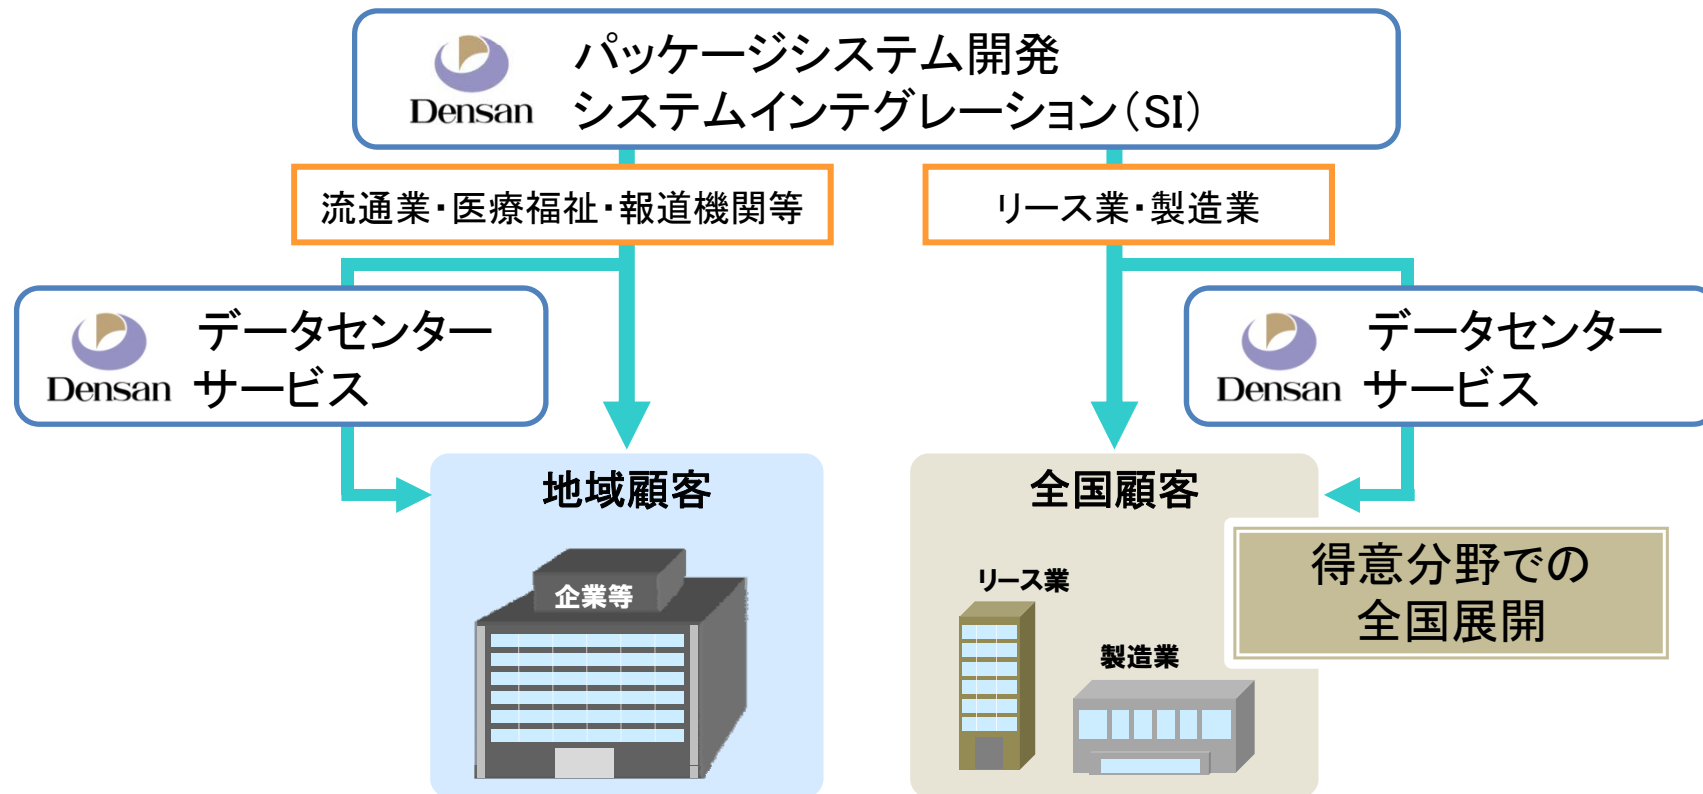 Densan
パッケージシステム開発
システムインテグレーション（SI）
流通業・医療福祉・報道機関等
リース業・製造業
Densan
データセンター
サービス
Densan
データセンター
サービス
地域顧客
企業等
全国顧客
リース業
製造業
得意分野での
全国展開